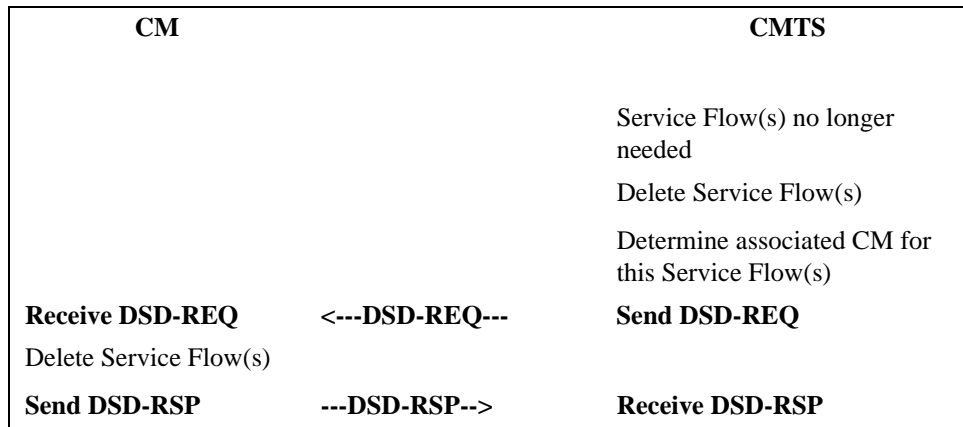 CM CMTS
Service Flow(s) no longer
needed
Delete Service Flow(s)
Determine associated CM for
this Service Flow(s)
Receive DSD-REQ <---DSD-REQ--- Send DSD-REQ
Delete Service Flow(s)
Send DSD-RSP ---DSD-RSP--> Receive DSD-RSP